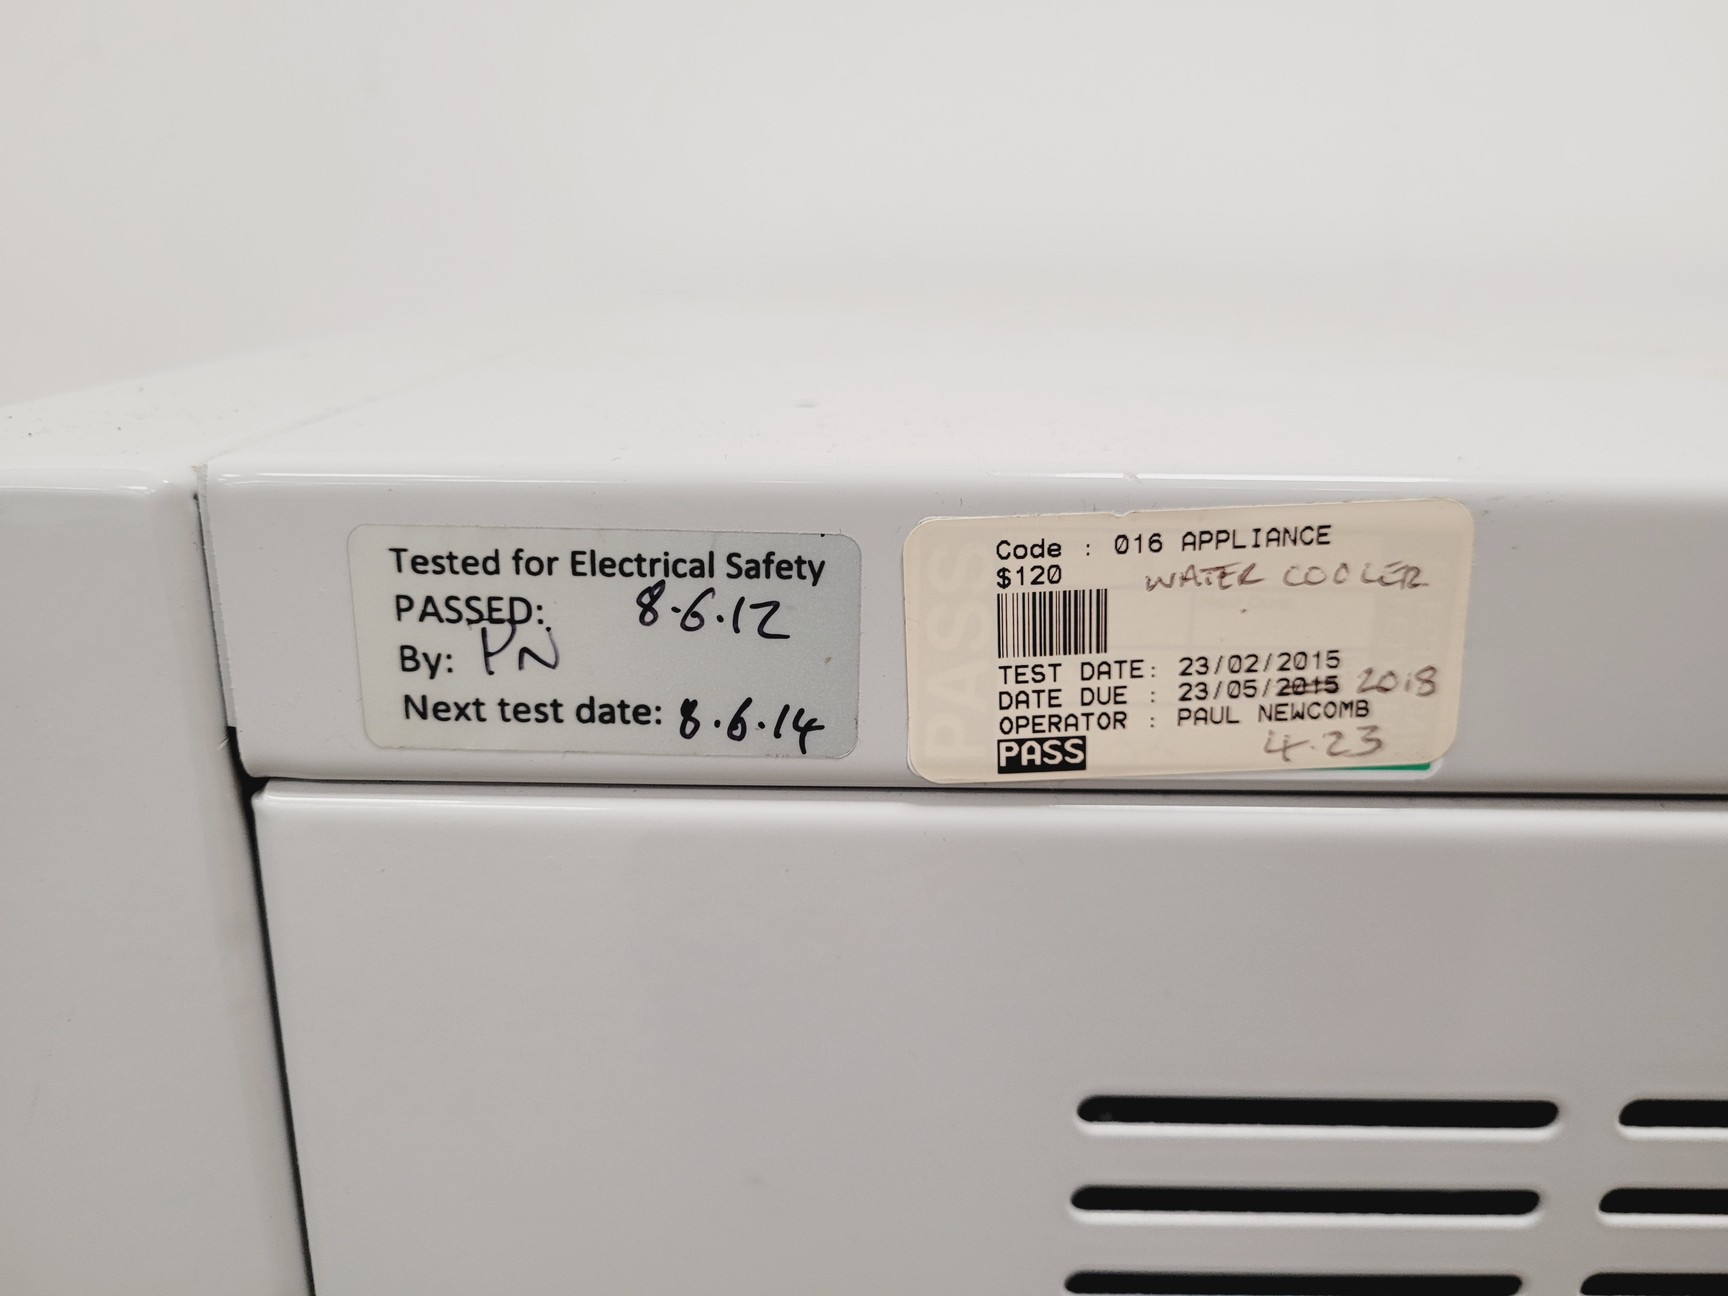 Tested for Electrical Safety
PASSED: 8.6.12
By: PN
Next test date: 8.6.14
PASS PASS
Code : 016 APPLIANCE
$120 WATER COOLER
TEST DATE: 23/02/2015
DATE DUE : 23/05/2015 2018
OPERATOR : PAUL NEWCOMB
PASS 4.23